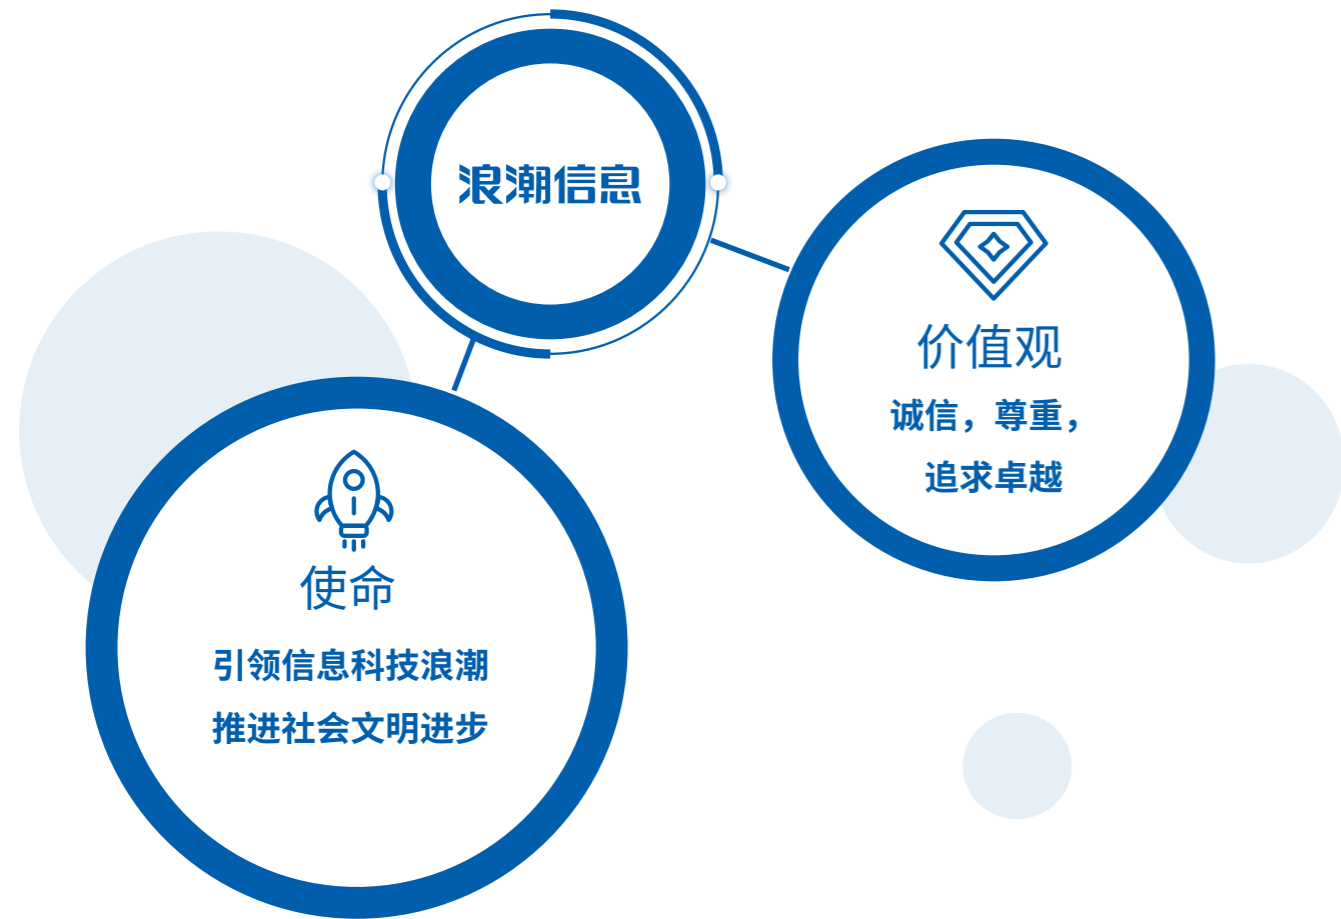 浪潮信息
价值观
诚信，尊重，
追求卓越
使命
引领信息科技浪潮
推进社会文明进步